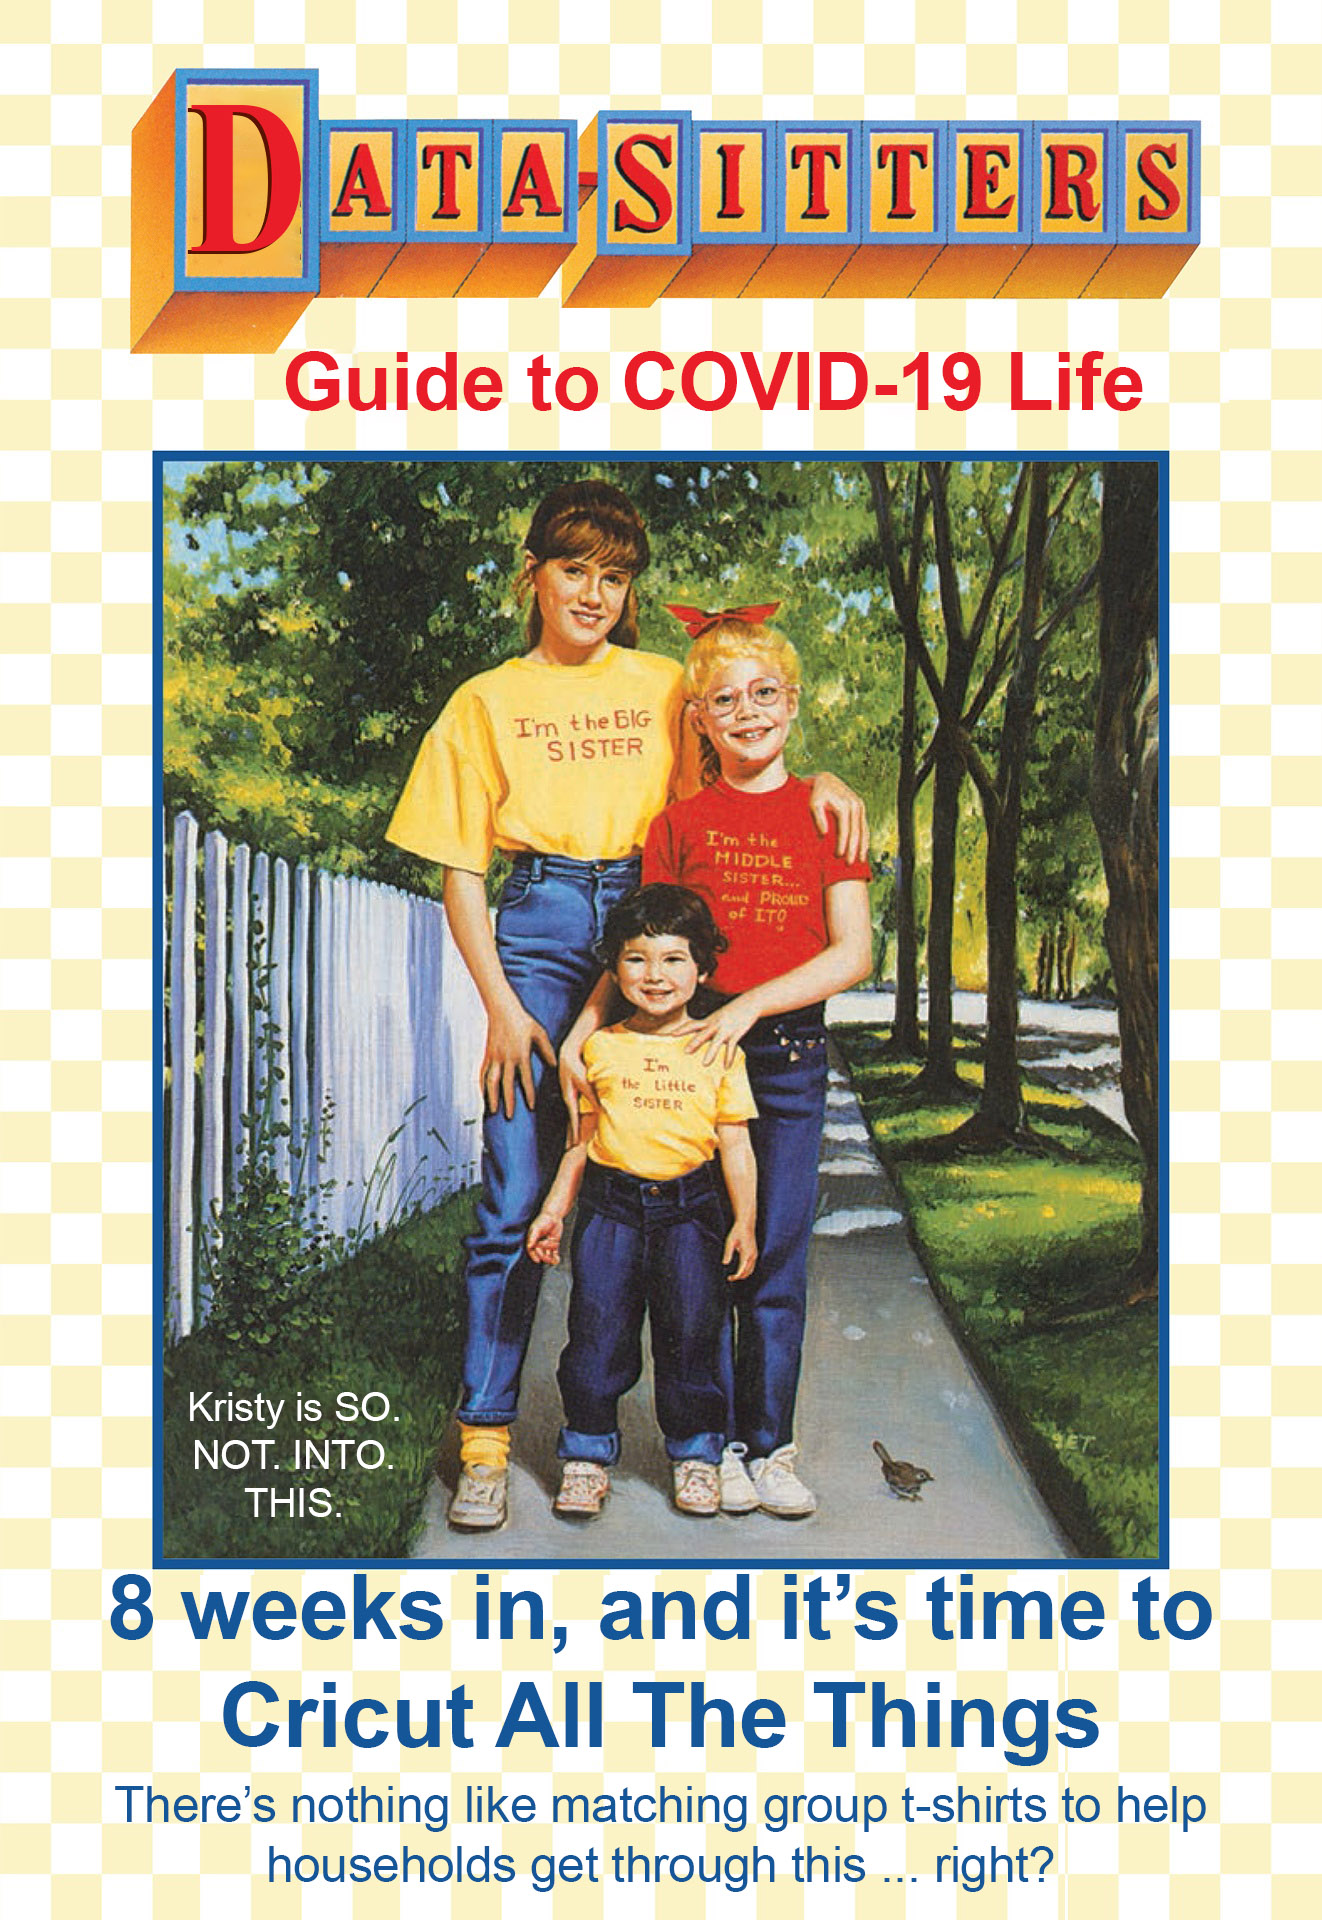 DATA-SITTERS
Guide to COVID-19 Life
I'm the BIG
SISTER
I'm the
MIDDLE
SISTER...
and PROUD
of ITO
I'm
the little
SISTER
Kristy is SO.
NOT. INTO.
THIS.
SET
8 weeks in, and it’s time to
Cricut All The Things
There’s nothing like matching group t-shirts to help
households get through this ... right?